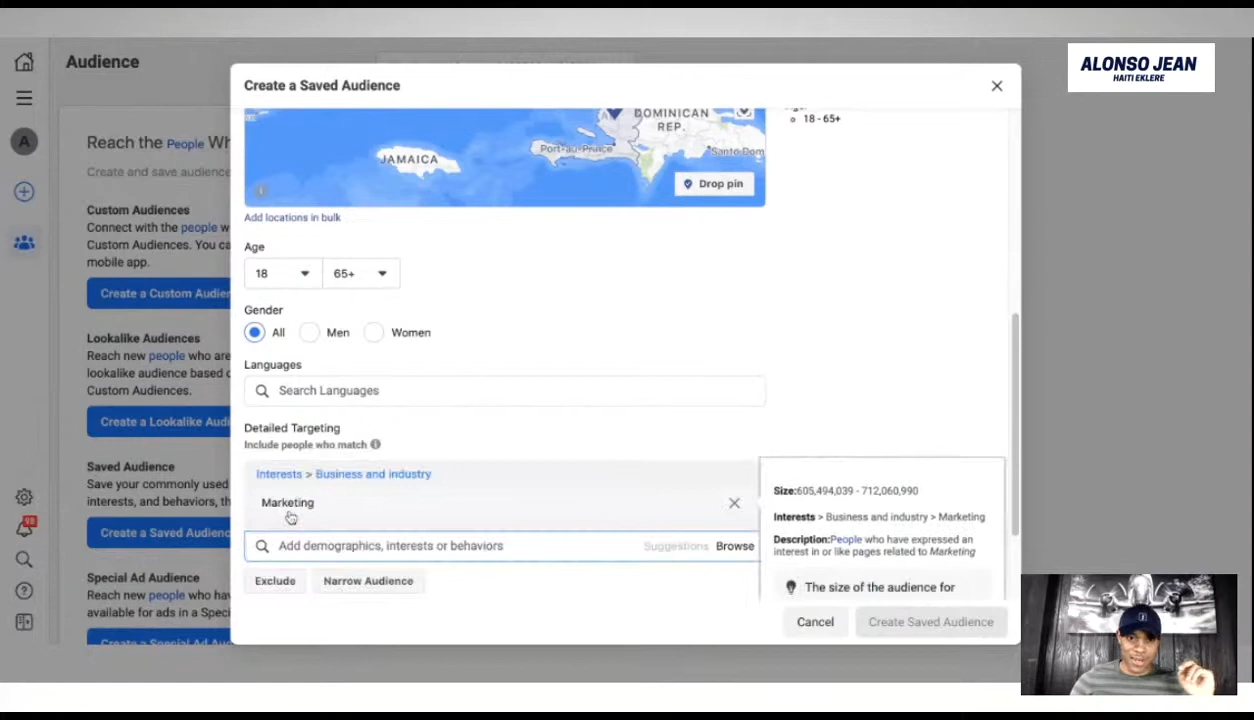 ALONSO JEAN
HAITI EKLERE
Audience
Create a Saved Audience
A
Reach the People Wh
Create and save audience
Custom Audiences
Connect with the people w
Custom Audiences. You ca
mobile app.
Create a Custom Audien
Lookalike Audiences
Reach new people who are
lookalike audience based o
Custom Audiences.
Create a Lookalike Audi
Saved Audience
Save your commonly used
interests, and behaviors, th
Create a Saved Audience
Special Ad Audience
Reach new people who hav
available for ads in a Speci
Create a Special Ad Audie
DOMINICAN
REP.
JAMAICA
Port-au-Prince
Santo Dom
Drop pin
18 - 65+
Add locations in bulk
Age
18
65+
Gender
All
Men
Women
Languages
Search Languages
Detailed Targeting
Include people who match
Interests > Business and industry
Marketing
Add demographics, interests or behaviors
Suggestions
Browse
Exclude
Narrow Audience
Size:605,494,039 - 712,060,990
Interests > Business and industry > Marketing
Description:People who have expressed an
interest in or like pages related to Marketing
The size of the audience for
Cancel
Create Saved Audience